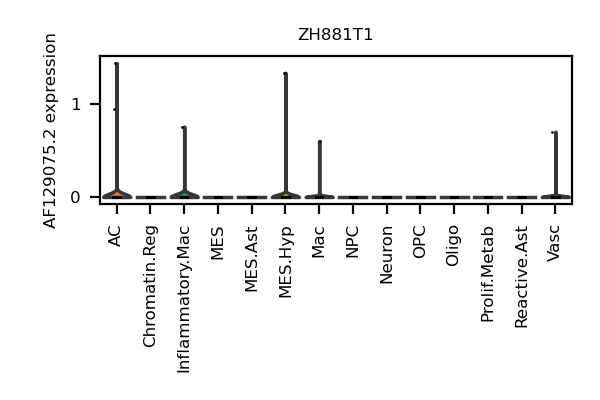 ZH881T1
AF129075.2 expression
1
0
AC
Chromatin.Reg
Inflammatory.Mac
MES
MES.Ast
MES.Hyp
Mac
NPC
Neuron
OPC
Oligo
Prolif.Metab
Reactive.Ast
Vasc